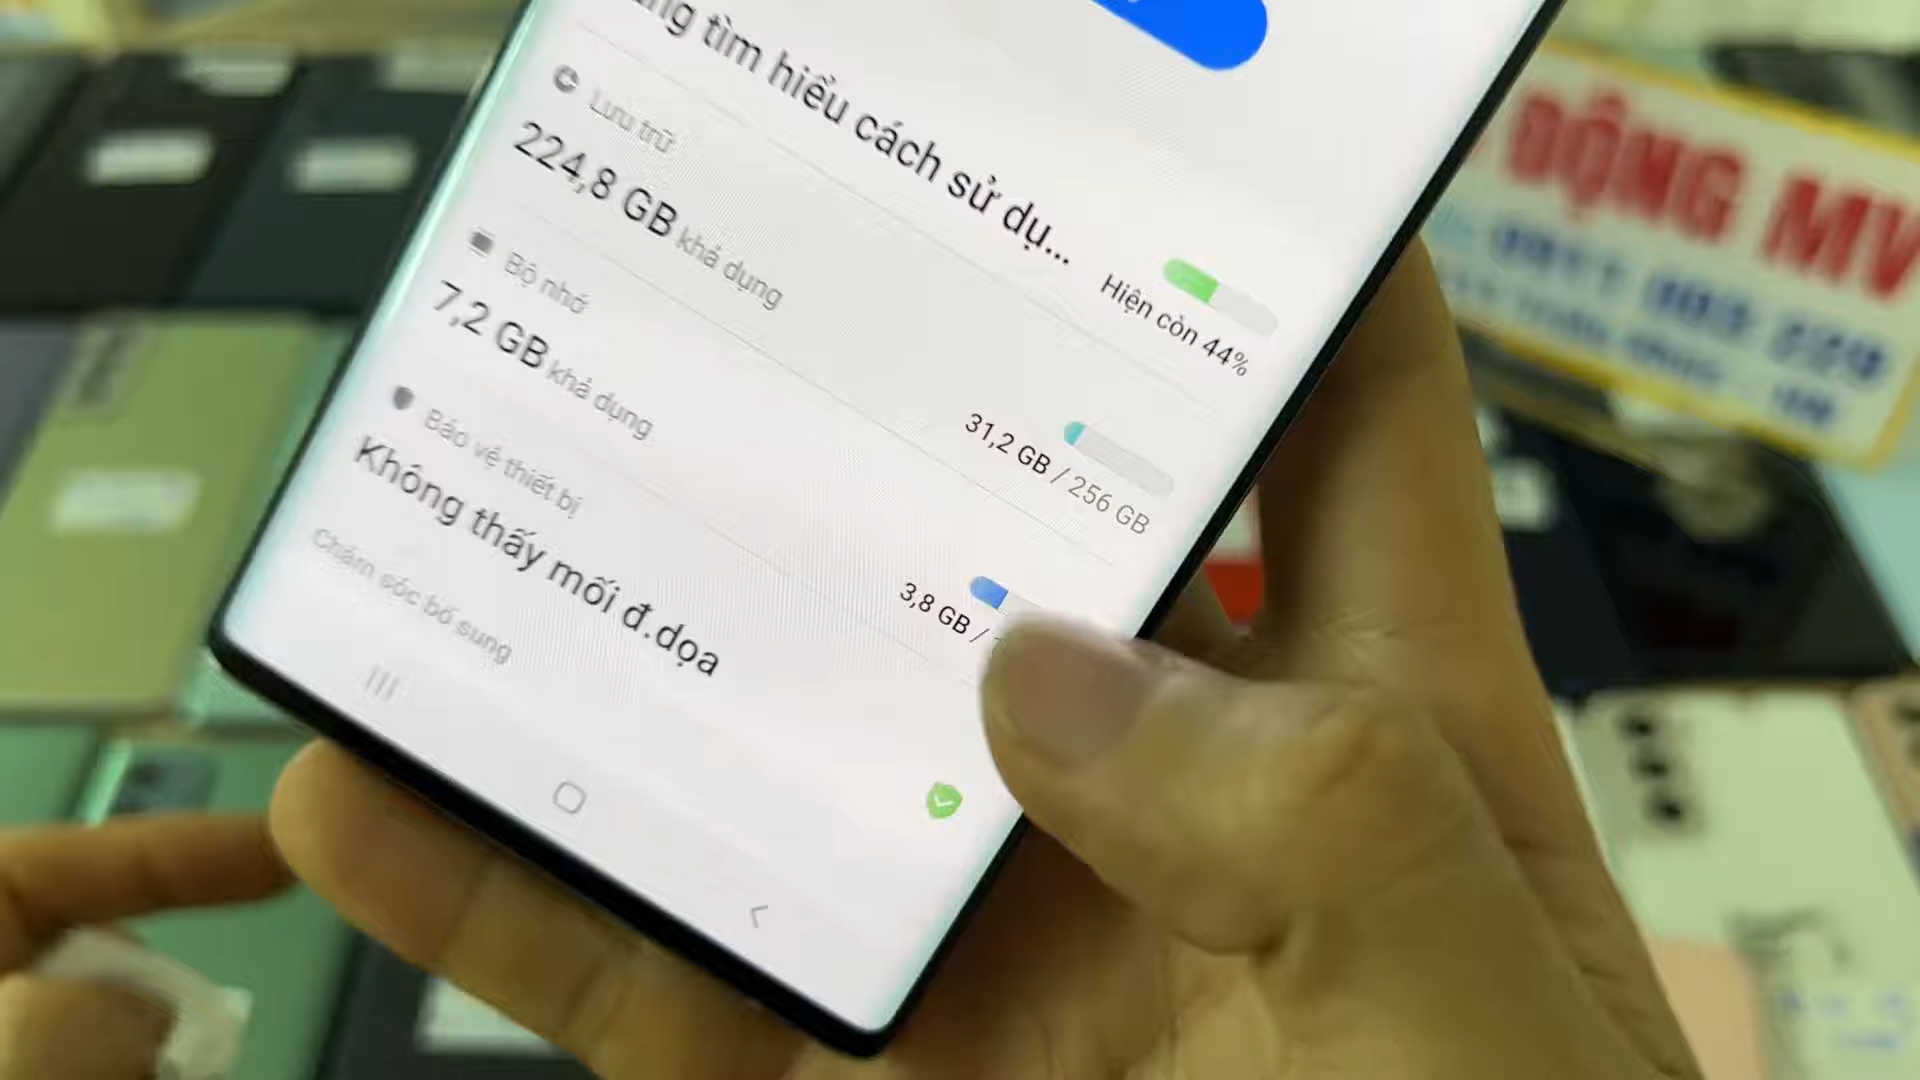 tìm hiểu cách sử dụ...
Hiện còn 44%
Lưu trữ
224,8 GB khả dụng
31,2 GB / 256 GB
Bộ nhớ
7,2 GB khả dụng
3,8 GB /
Bảo vệ thiết bị
Không thấy mối đ.dọa
Chăm sóc bổ sung
ĐỘNG MV